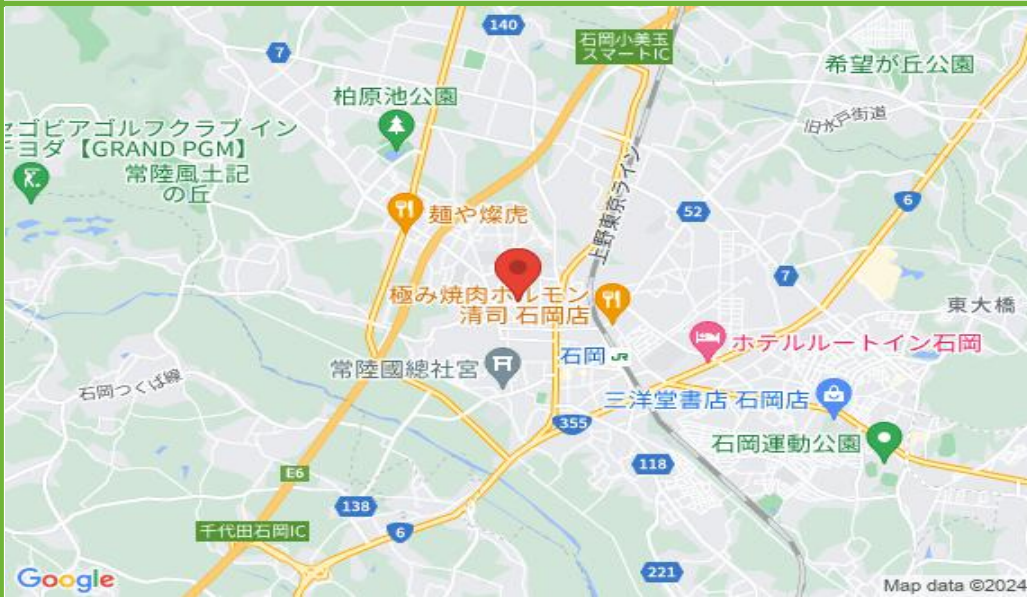 140
7
石岡小美玉
スマートIC
希望が丘公園
柏原池公園
旧水戸街道
セゴビアゴルフクラブ イン
チヨダ【GRAND PGM】
常陸風土記
の丘
上野東京ライン
6
52
麺や燦虎
7
極み焼肉ホルモン
清司 石岡店
東大橋
石岡 JR
ホテルルートイン石岡
常陸國總社宮
石岡つくば線
三洋堂書店 石岡店
355
石岡運動公園
118
E6
138
千代田石岡IC
6
221
Google
Map data ©2024